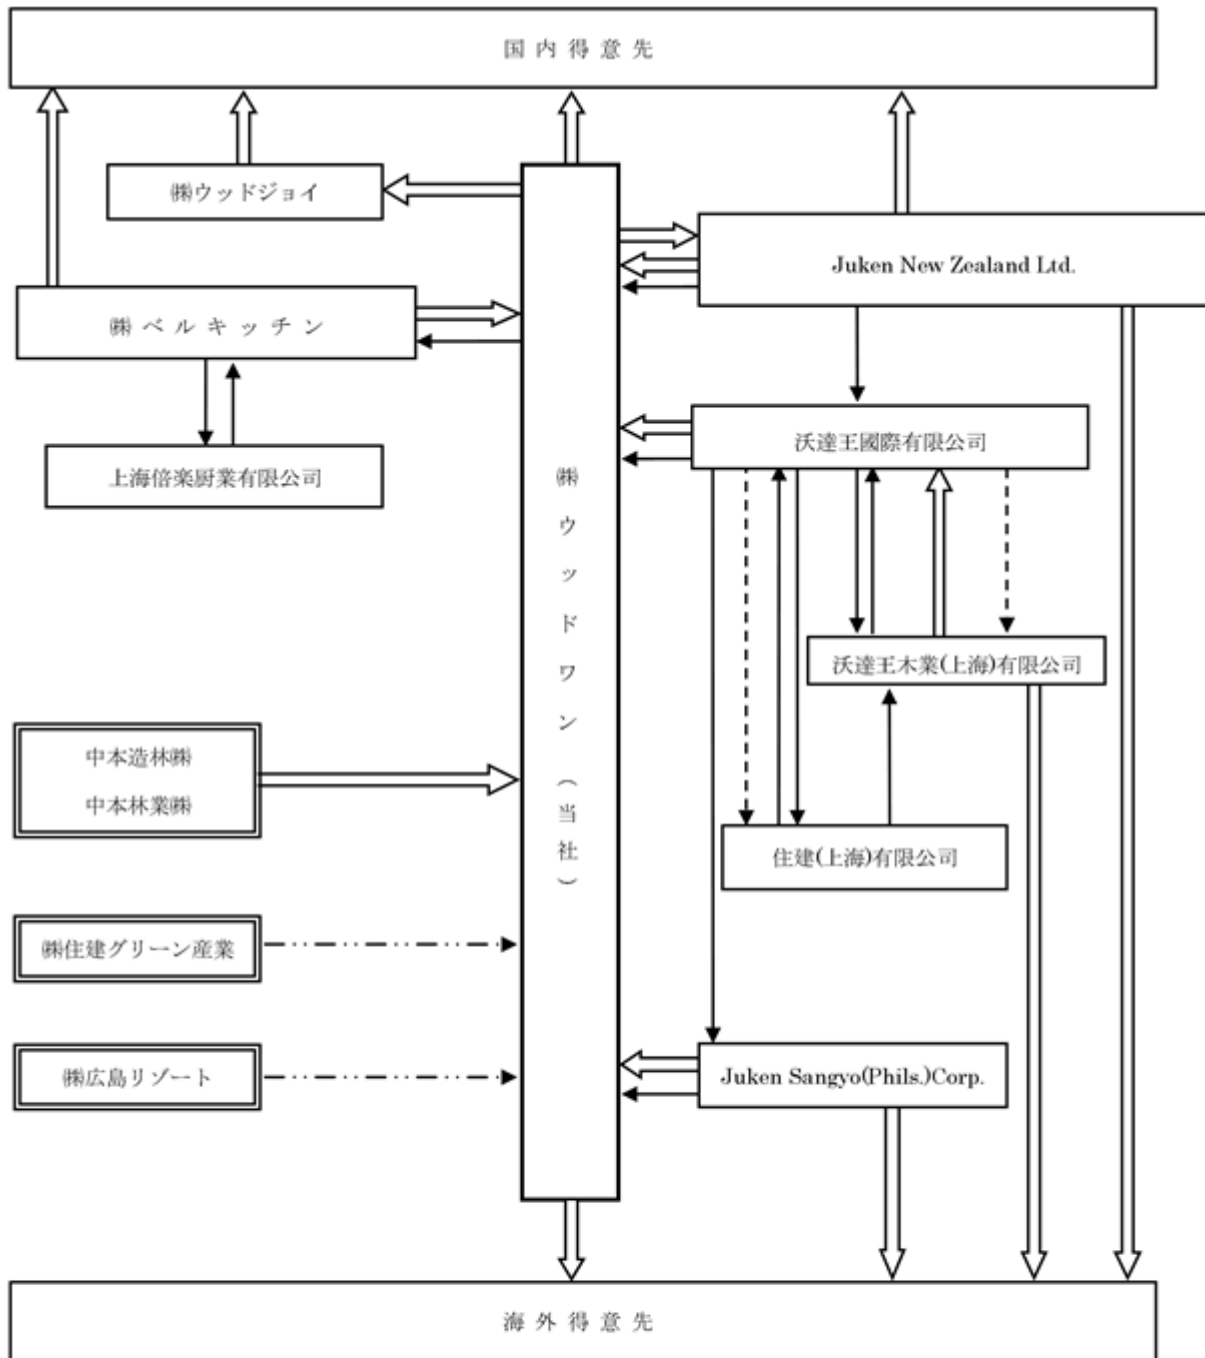 国内得意先
㈱ウッドジョイ
Juken New Zealand Ltd.
㈱ベルキッチン
沃達王國際有限公司
上海倍楽厨業有限公司
㈱ウッドワン(当社)
沃達王木業(上海)有限公司
中本造林㈱
中本林業㈱
住建(上海)有限公司
㈱住建グリーン産業
㈱広島リゾート
Juken Sangyo(Phils.)Corp.
海外得意先